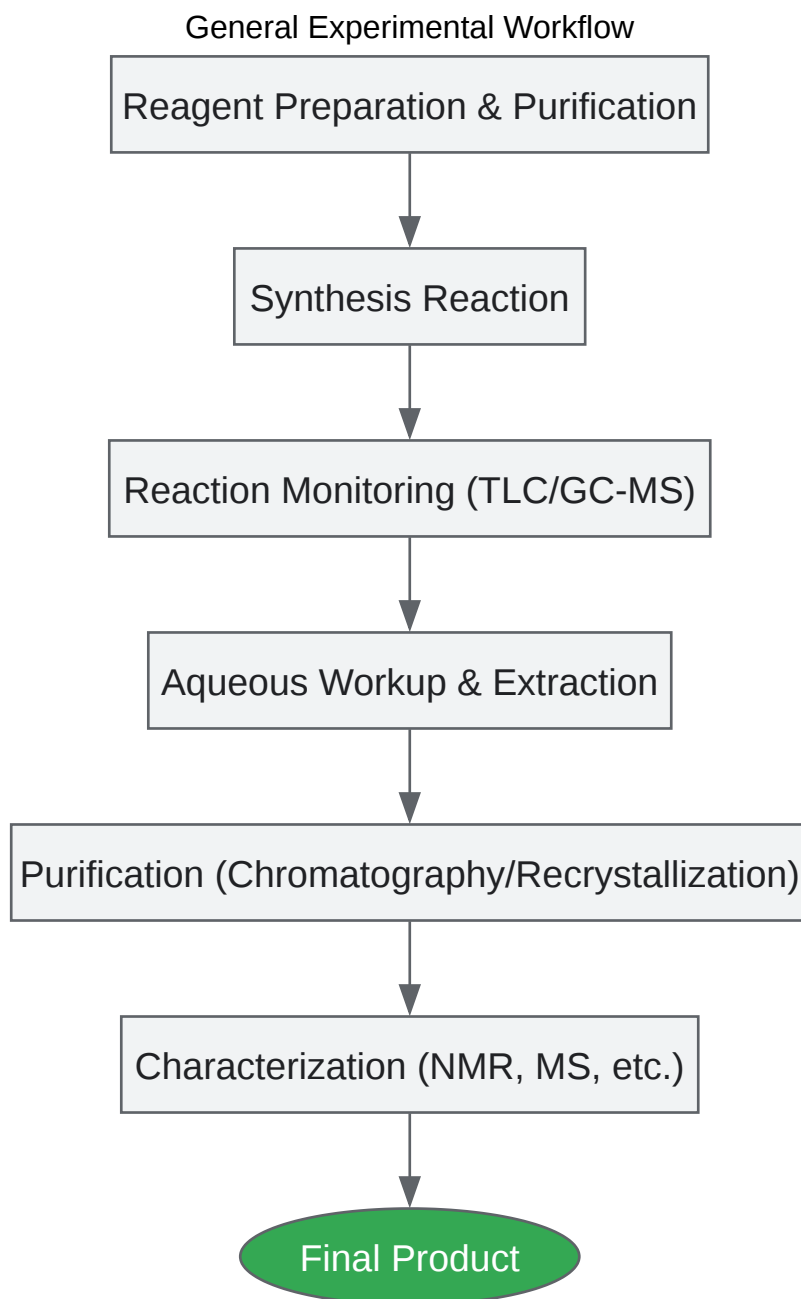 General Experimental Workflow
Reagent Preparation & Purification
Synthesis Reaction
Reaction Monitoring (TLC/GC-MS)
Aqueous Workup & Extraction
Purification (Chromatography/Recrystallization)
Characterization (NMR, MS, etc.)
Final Product